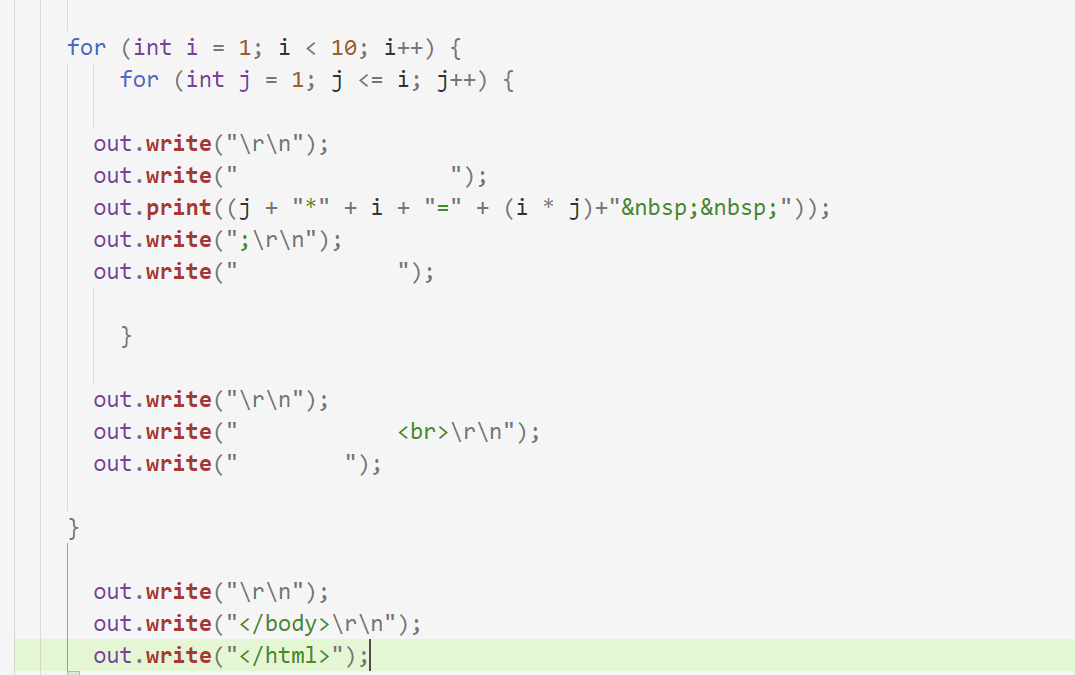 for (int i = 1; i < 10; i++) {
    for (int j = 1; j <= i; j++) {
  out.write("\r\n");
  out.write("                ");
  out.print((j + "*" + i + "=" + (i * j)+"&nbsp;&nbsp;"));
  out.write(";\r\n");
  out.write("            ");
    }
  out.write("\r\n");
  out.write("            <br>\r\n");
  out.write("        ");
}
  out.write("\r\n");
  out.write("</body>\r\n");
  out.write("</html>");